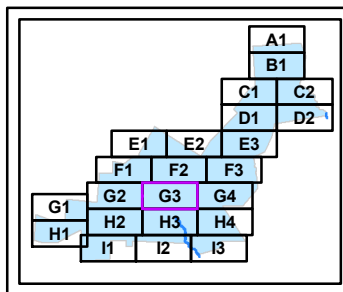 A1
B1
C1 C2
D1 D2
E1 E2 E3
F1 F2 F3
G1 G2 G3 G4
H1 H2 H3 H4
I1 I2 I3